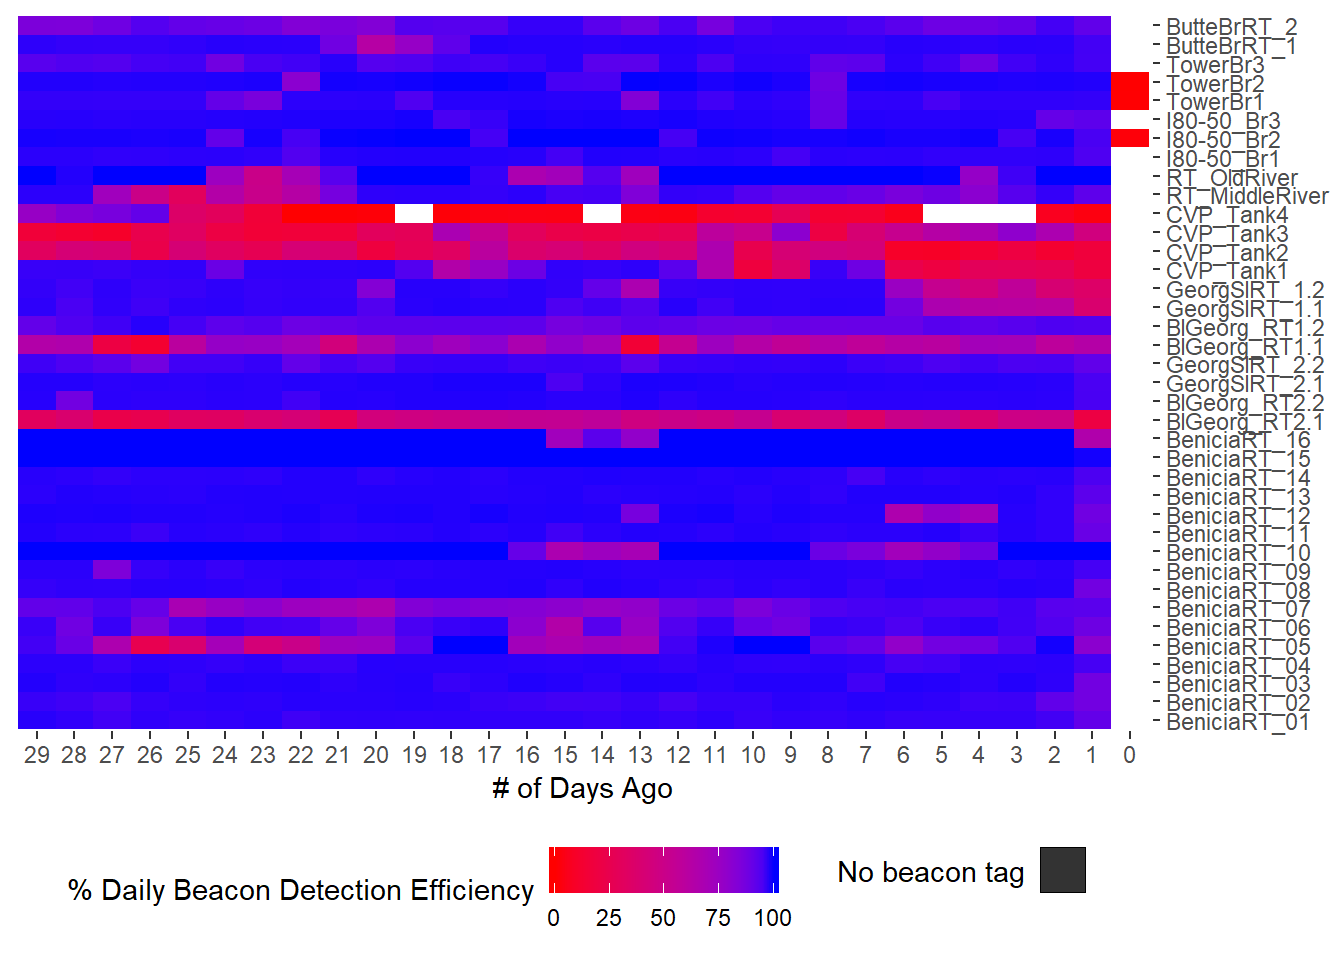 ButteBrRT_2
ButteBrRT_1
TowerBr3
TowerBr2
TowerBr1
I80-50_Br3
I80-50_Br2
I80-50_Br1
RT_OldRiver
RT_MiddleRiver
CVP_Tank4
CVP_Tank3
CVP_Tank2
CVP_Tank1
GeorgSlRT_1.2
GeorgSlRT_1.1
BlGeorg_RT1.2
BlGeorg_RT1.1
GeorgSlRT_2.2
GeorgSlRT_2.1
BlGeorg_RT2.2
BlGeorg_RT2.1
BeniciaRT_16
BeniciaRT_15
BeniciaRT_14
BeniciaRT_13
BeniciaRT_12
BeniciaRT_11
BeniciaRT_10
BeniciaRT_09
BeniciaRT_08
BeniciaRT_07
BeniciaRT_06
BeniciaRT_05
BeniciaRT_04
BeniciaRT_03
BeniciaRT_02
BeniciaRT_01
29 28 27 26 25 24 23 22 21 20 19 18 17 16 15 14 13 12 11 10 9 8 7 6 5 4 3 2 1 0
# of Days Ago
% Daily Beacon Detection Efficiency
0 25 50 75 100
No beacon tag